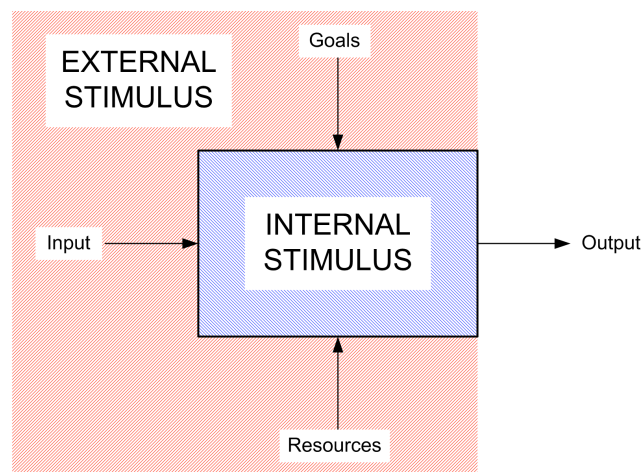 EXTERNAL
STIMULUS
Goals
INTERNAL
STIMULUS
Input
Output
Resources